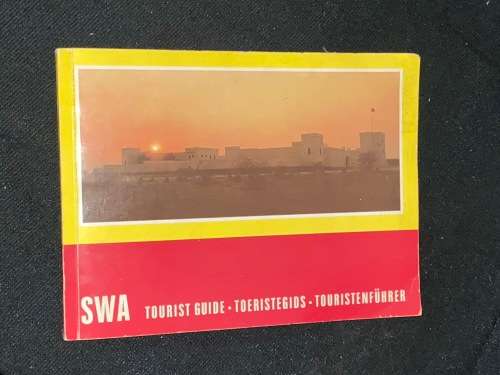 SWA TOURIST GUIDE · TOERISTEGIDS · TOURISTENFÜHRER